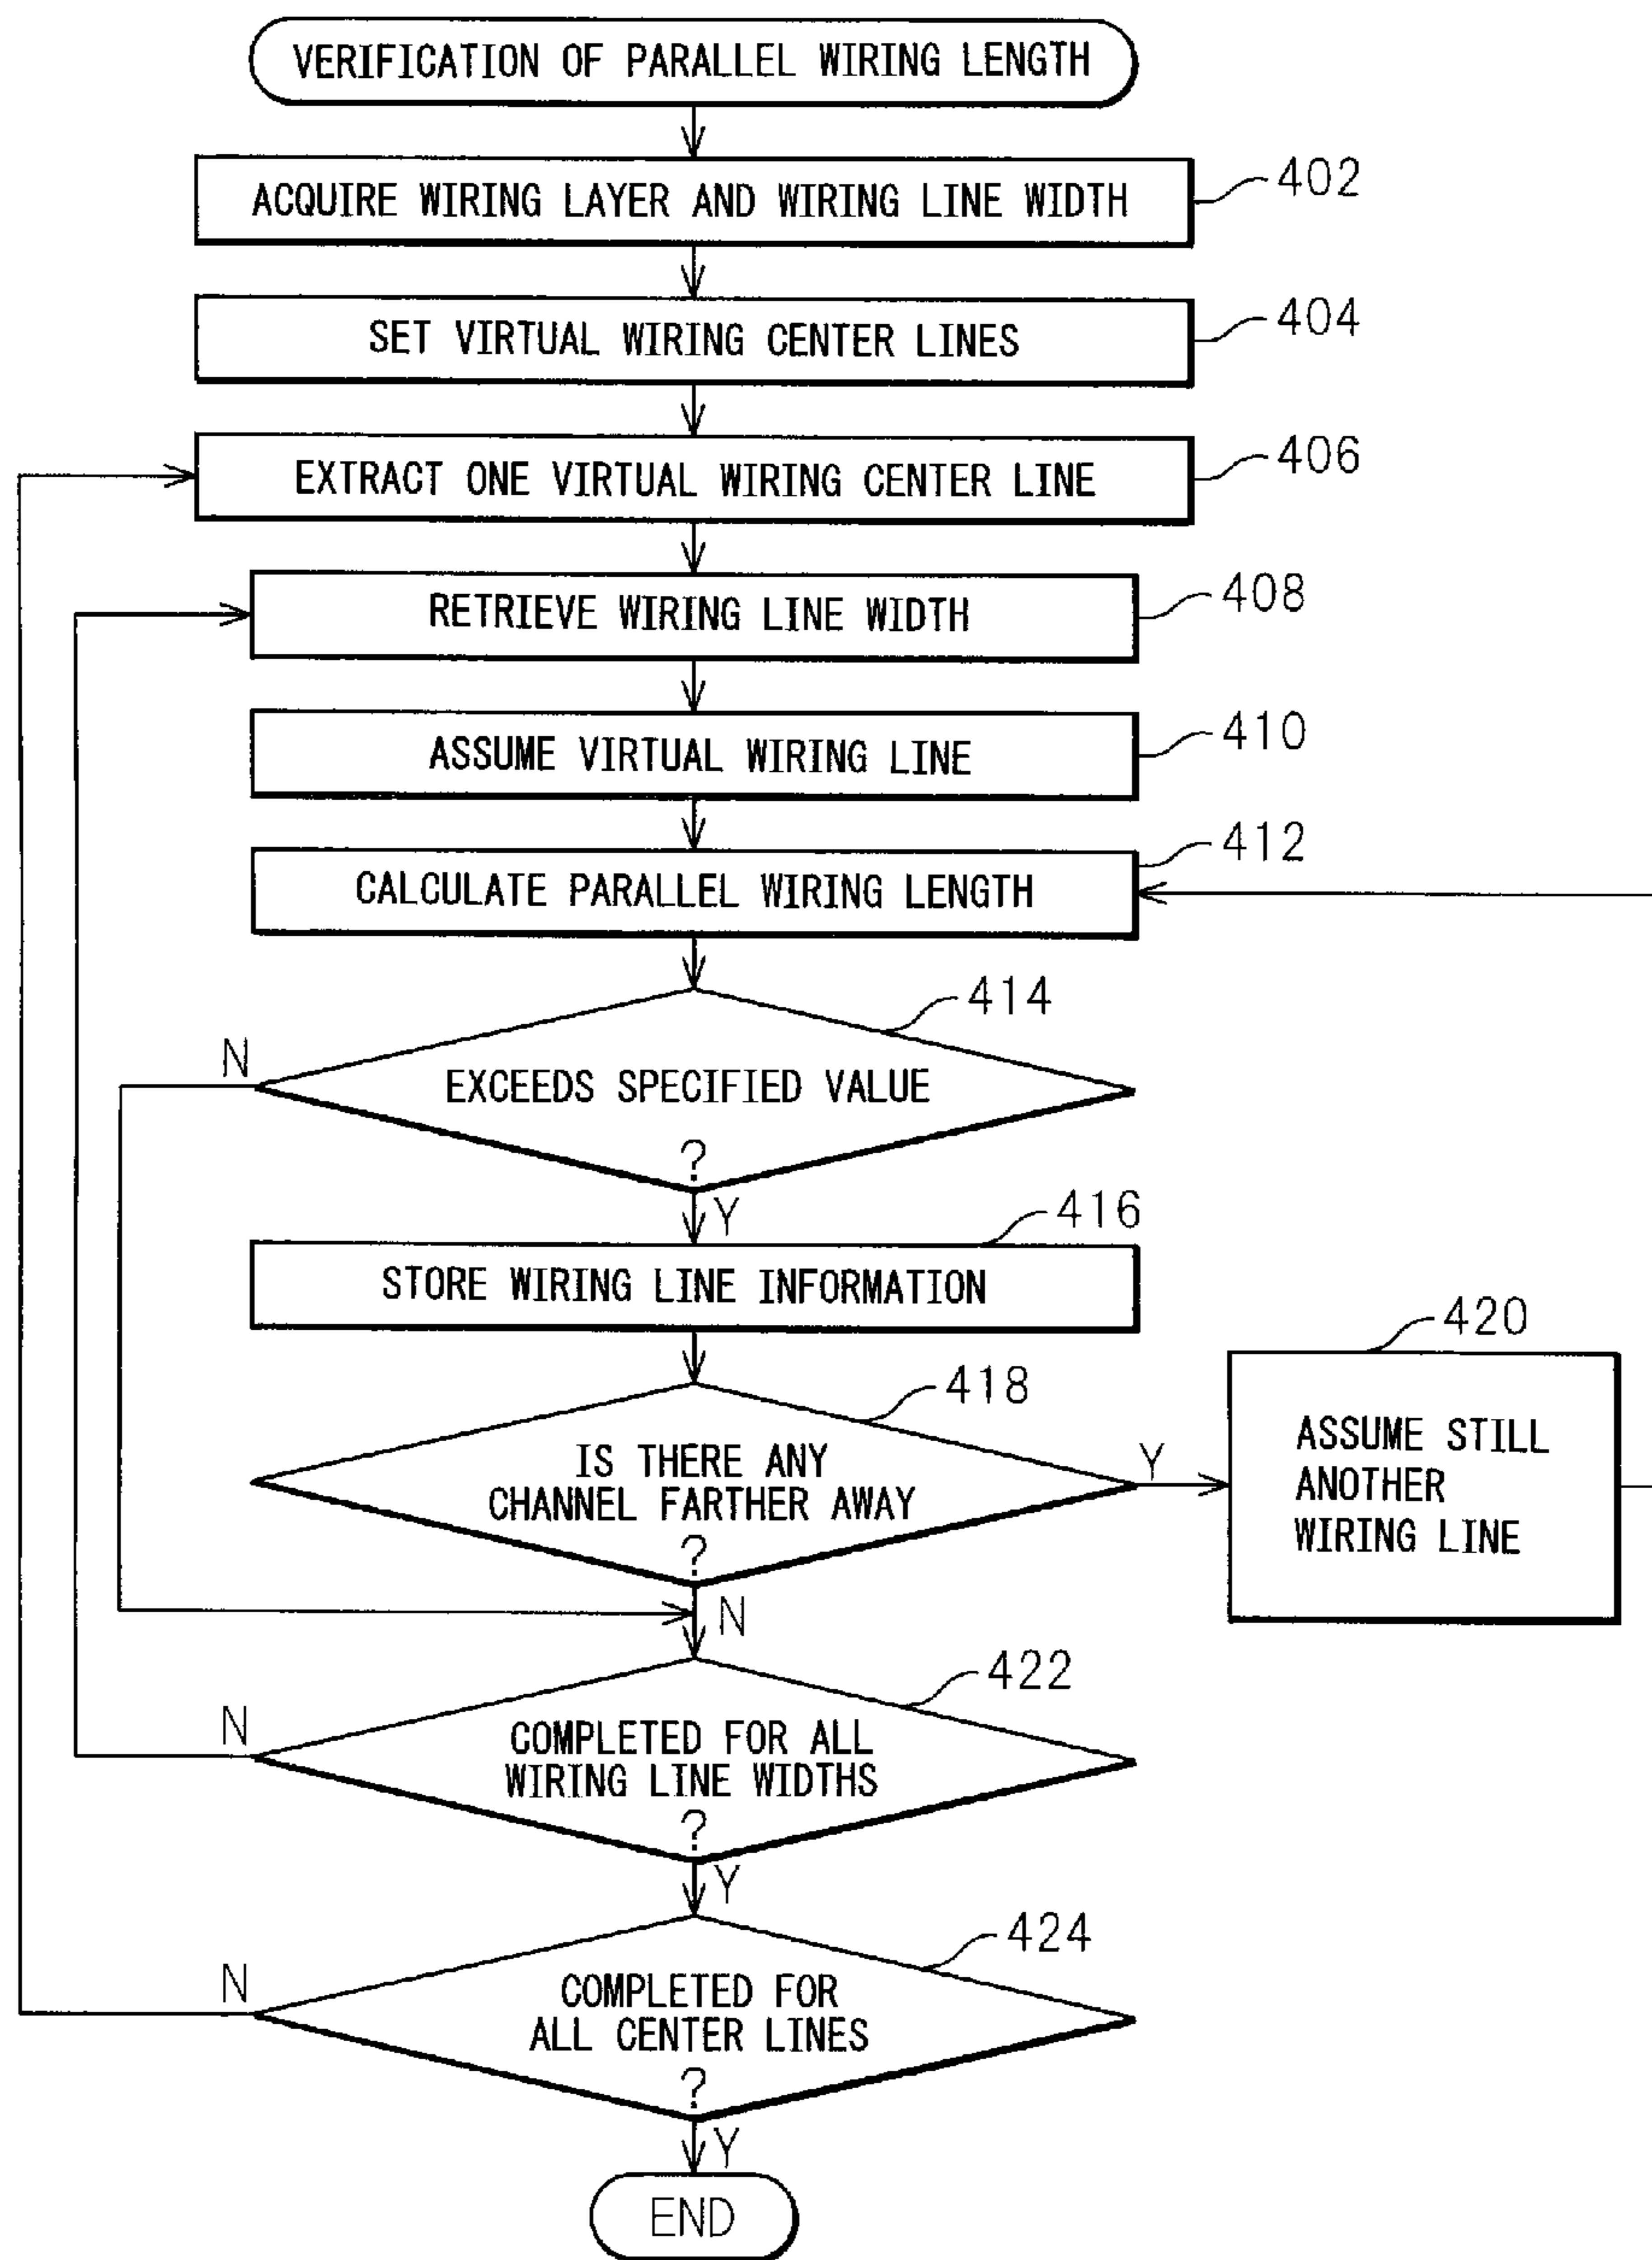 VERIFICATION OF PARALLEL WIRING LENGTH
ACQUIRE WIRING LAYER AND WIRING LINE WIDTH
402
SET VIRTUAL WIRING CENTER LINES
404
EXTRACT ONE VIRTUAL WIRING CENTER LINE
406
RETRIEVE WIRING LINE WIDTH
408
ASSUME VIRTUAL WIRING LINE
410
CALCULATE PARALLEL WIRING LENGTH
412
414
N
EXCEEDS SPECIFIED VALUE
?
Y
416
STORE WIRING LINE INFORMATION
418
IS THERE ANY
CHANNEL FARTHER AWAY
?
Y
N
420
ASSUME STILL
ANOTHER
WIRING LINE
422
N
COMPLETED FOR ALL
WIRING LINE WIDTHS
?
Y
424
N
COMPLETED FOR
ALL CENTER LINES
?
Y
END